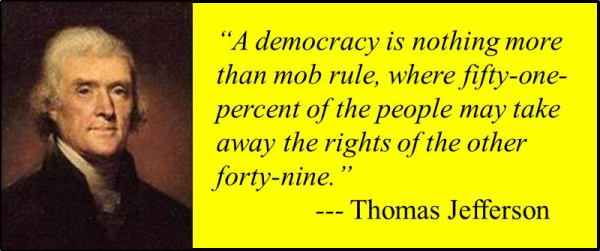 “A democracy is nothing more
than mob rule, where fifty-one-
percent of the people may take
away the rights of the other
forty-nine.”
--- Thomas Jefferson